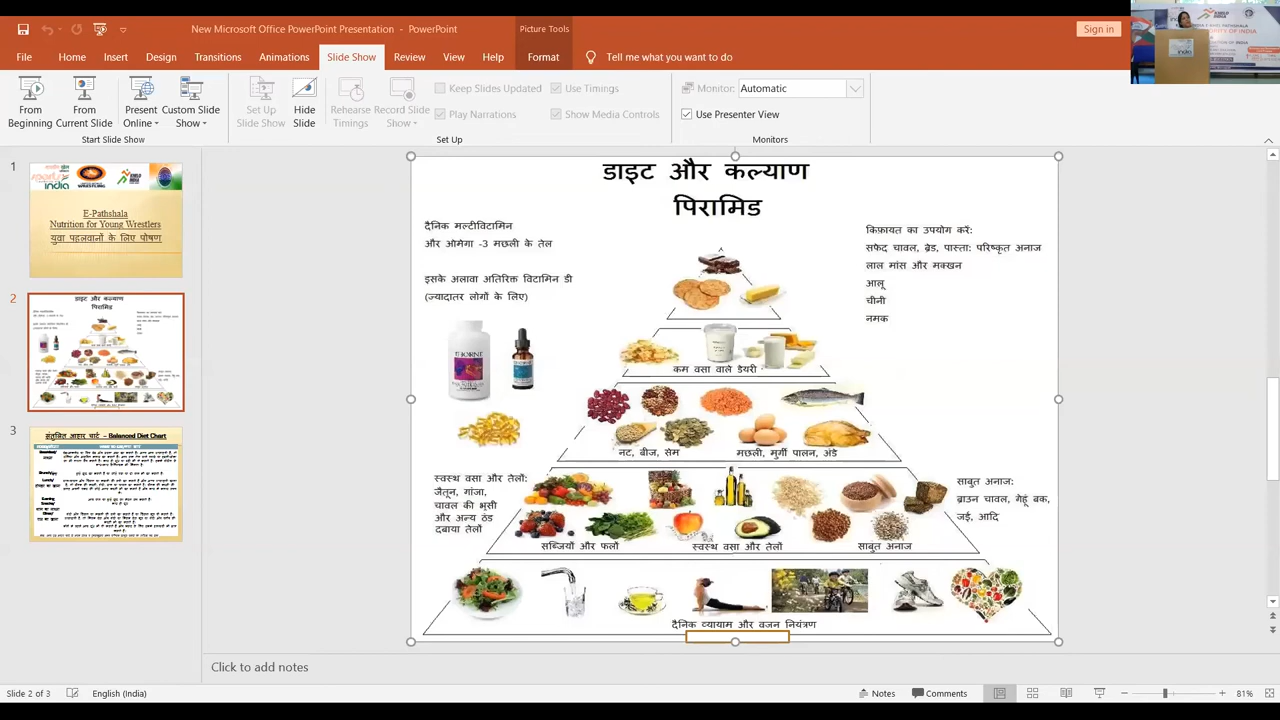 New Microsoft Office PowerPoint Presentation - PowerPoint
Picture Tools
Sign in
File
Home
Insert
Design
Transitions
Animations
Slide Show
Review
View
Help
Format
Tell me what you want to do
From Beginning
From Current Slide
Present Online
Custom Slide Show
Start Slide Show
Set Up Slide Show
Hide Slide
Rehearse Timings
Record Slide Show
Keep Slides Updated
Use Timings
Play Narrations
Show Media Controls
Set Up
Monitor:
Automatic
Use Presenter View
Monitors
1
E-Pathshala
Nutrition for Young Wrestlers
युवा पहलवानों के लिए पोषण
2
3
संतुलित आहार चार्ट – Balanced Diet Chart
डाइट और कल्याण
पिरामिड
दैनिक मल्टीविटामिन
और ओमेगा -3 मछली के तेल
इसके अलावा अतिरिक्त विटामिन डी
(ज्यादातर लोगों के लिए)
किफ़ायत का उपयोग करें:
सफेद चावल, ब्रेड, पास्ता: परिष्कृत अनाज
लाल मांस और मक्खन
आलू
चीनी
नमक
THORNE
कम वसा वाले डेयरी
नट, बीज, सेम
मछली, मुर्गी पालन, अंडे
स्वस्थ वसा और तेलों:
जैतून, गांजा,
चावल की भूसी
और अन्य ठंड
दबाया तेलों
साबुत अनाज:
ब्राउन चावल, गेहूं बक,
जई, आदि
सब्जियों और फलों
स्वस्थ वसा और तेलों
साबुत अनाज
दैनिक व्यायाम और वजन नियंत्रण
Click to add notes
Slide 2 of 3
English (India)
Notes
Comments
81%